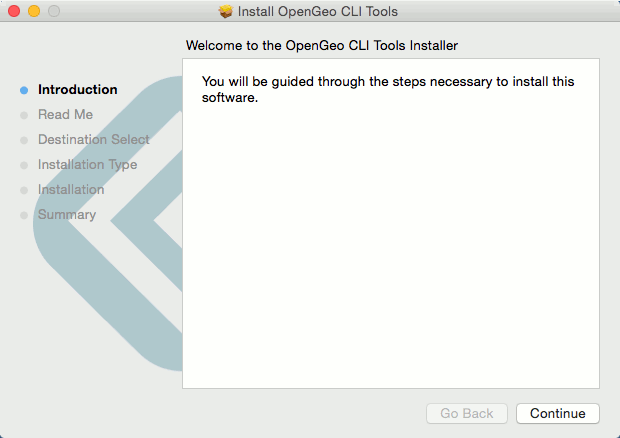 Install OpenGeo CLI Tools
Welcome to the OpenGeo CLI Tools Installer
Introduction
Read Me
Destination Select
Installation Type
Installation
Summary
You will be guided through the steps necessary to install this
software.
Go Back
Continue